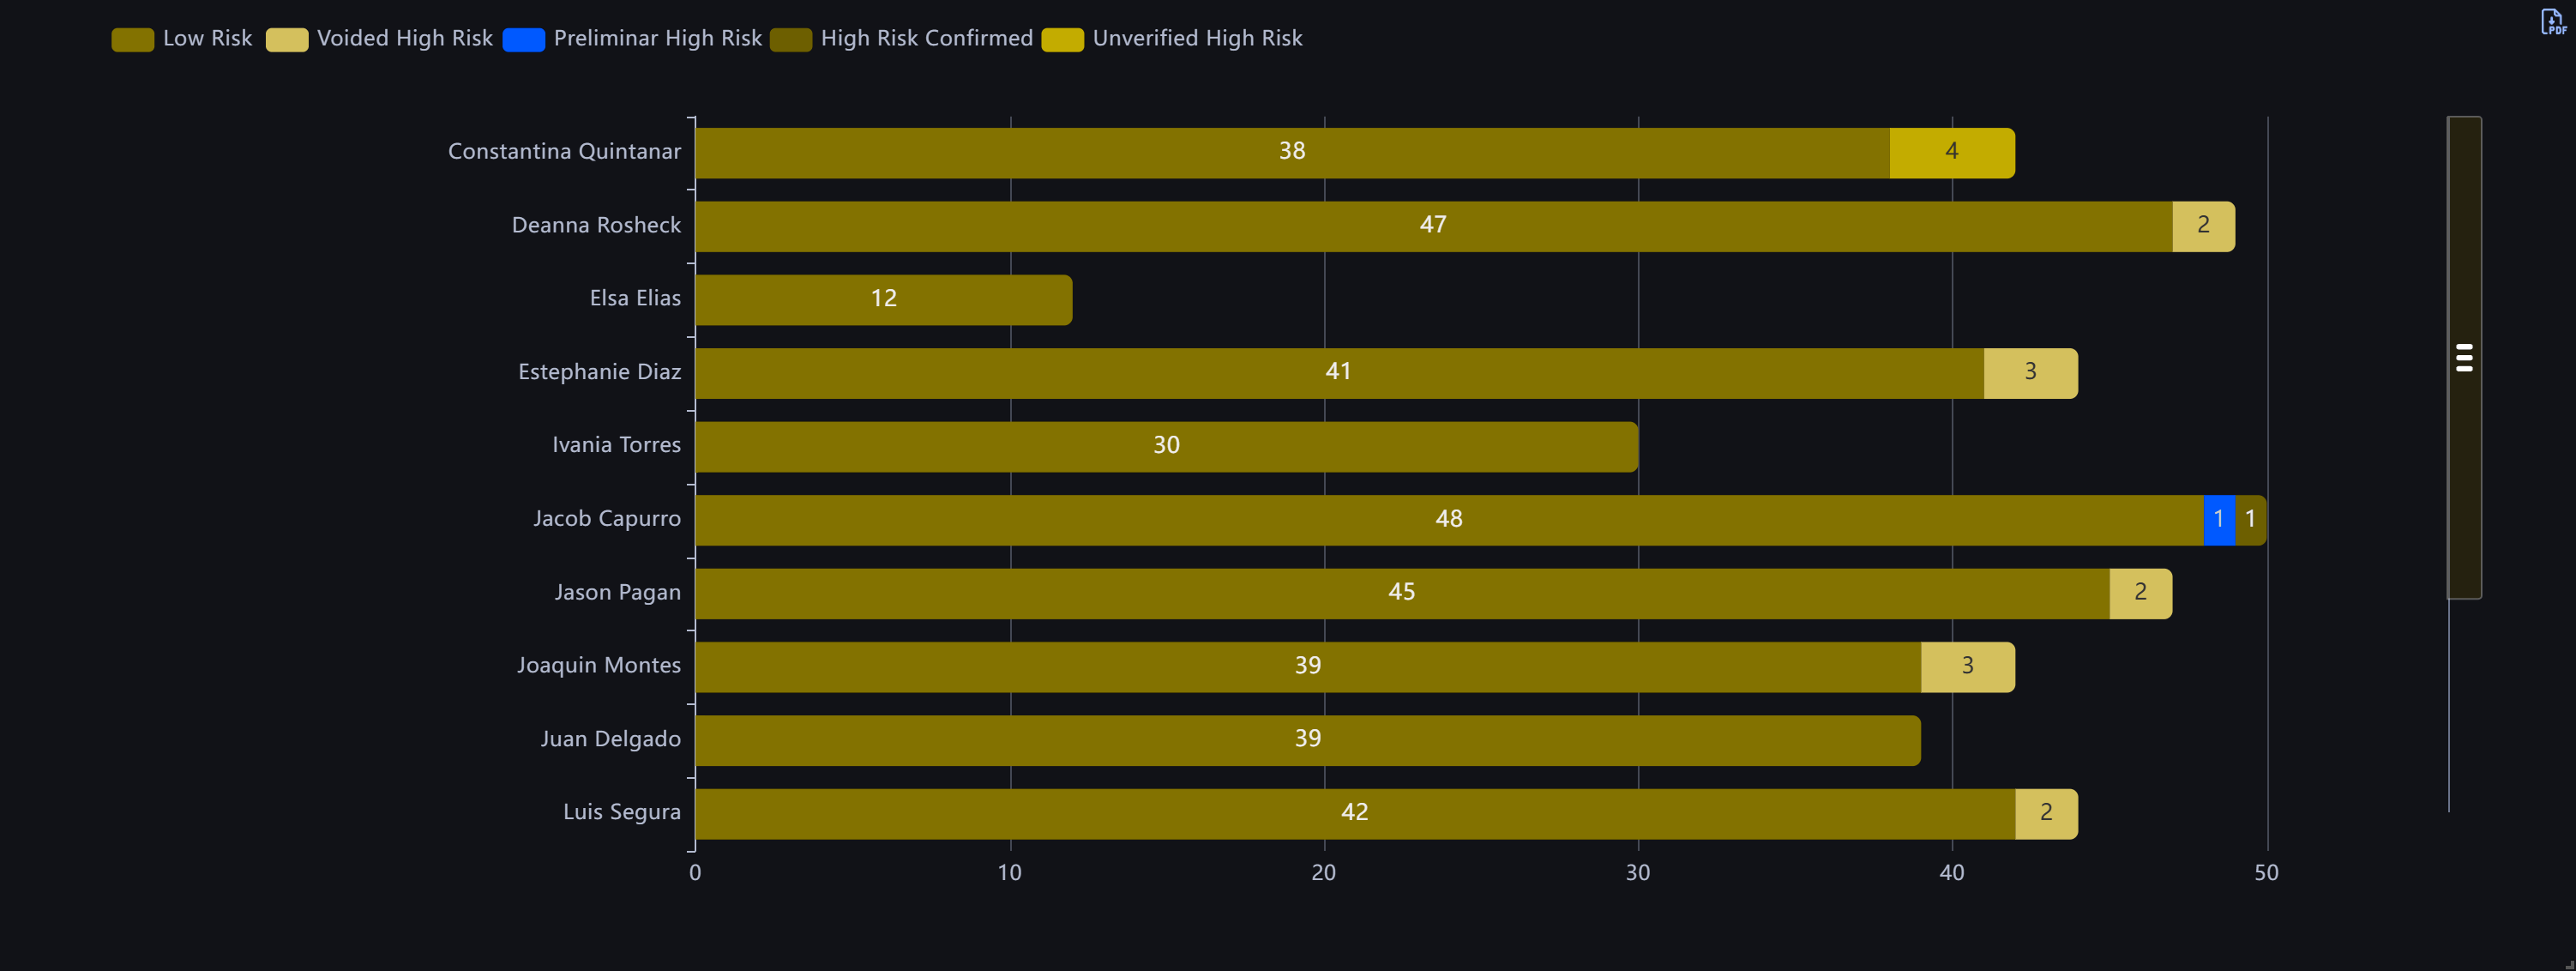 Low Risk Voided High Risk Preliminar High Risk High Risk Confirmed Unverified High Risk
PDF
Constantina Quintanar 38 4
Deanna Rosheck 47 2
Elsa Elias 12
Estephanie Diaz 41 3
Ivania Torres 30
Jacob Capurro 48 1 1
Jason Pagan 45 2
Joaquin Montes 39 3
Juan Delgado 39
Luis Segura 42 2
0 10 20 30 40 50